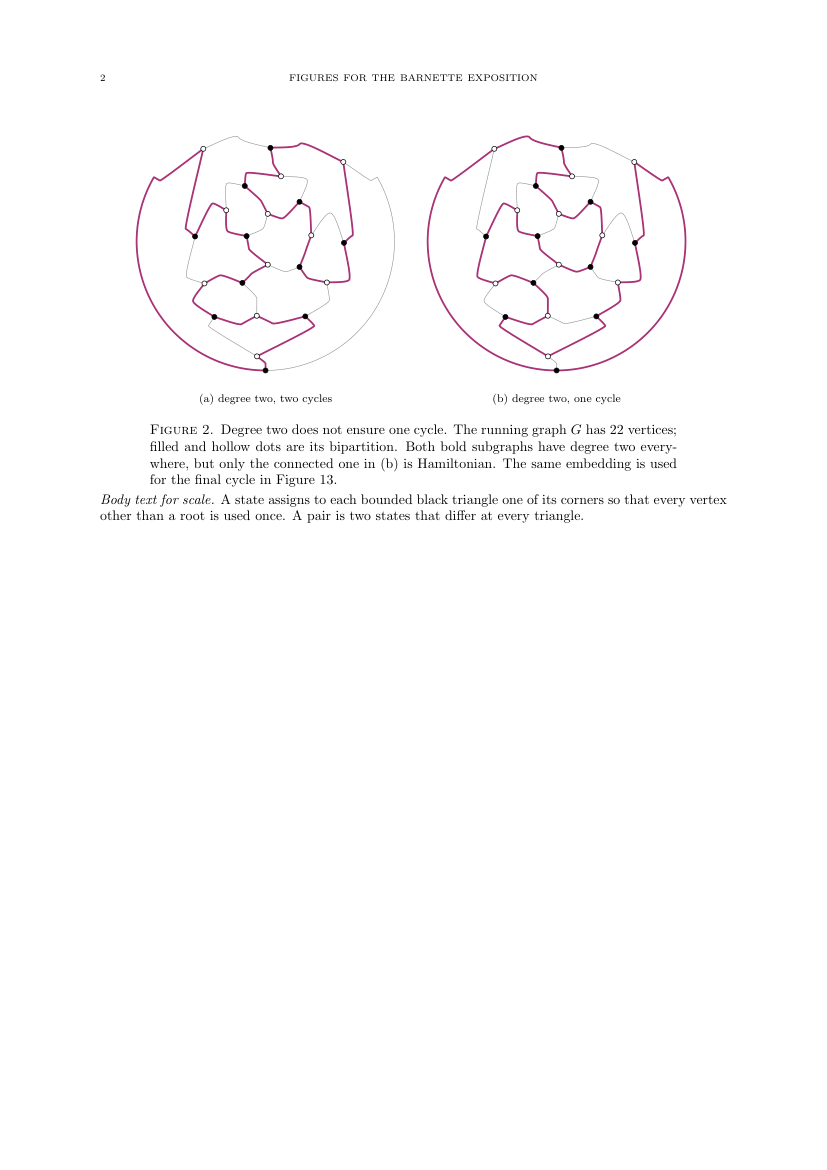 2
FIGURES FOR THE BARNETTE EXPOSITION
(a) degree two, two cycles
(b) degree two, one cycle
FIGURE 2. Degree two does not ensure one cycle. The running graph G has 22 vertices;
filled and hollow dots are its bipartition. Both bold subgraphs have degree two every-
where, but only the connected one in (b) is Hamiltonian. The same embedding is used
for the final cycle in Figure 13.
Body text for scale. A state assigns to each bounded black triangle one of its corners so that every vertex
other than a root is used once. A pair is two states that differ at every triangle.